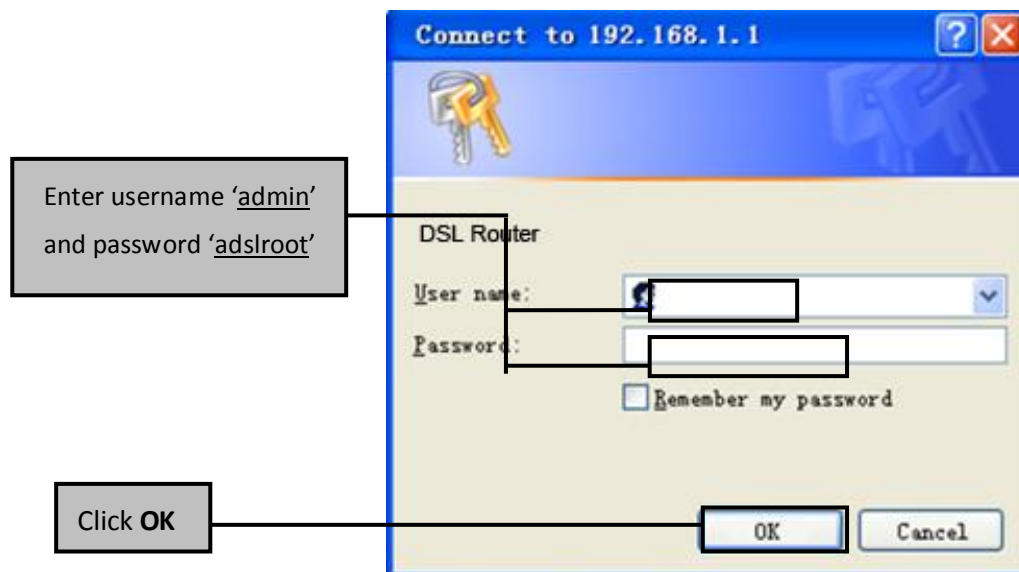 Connect to 192.168.1.1
Enter username ‘admin’
and password ‘adslroot’
DSL Router
User name:
Password:
Remember my password
Click OK
OK
Cancel